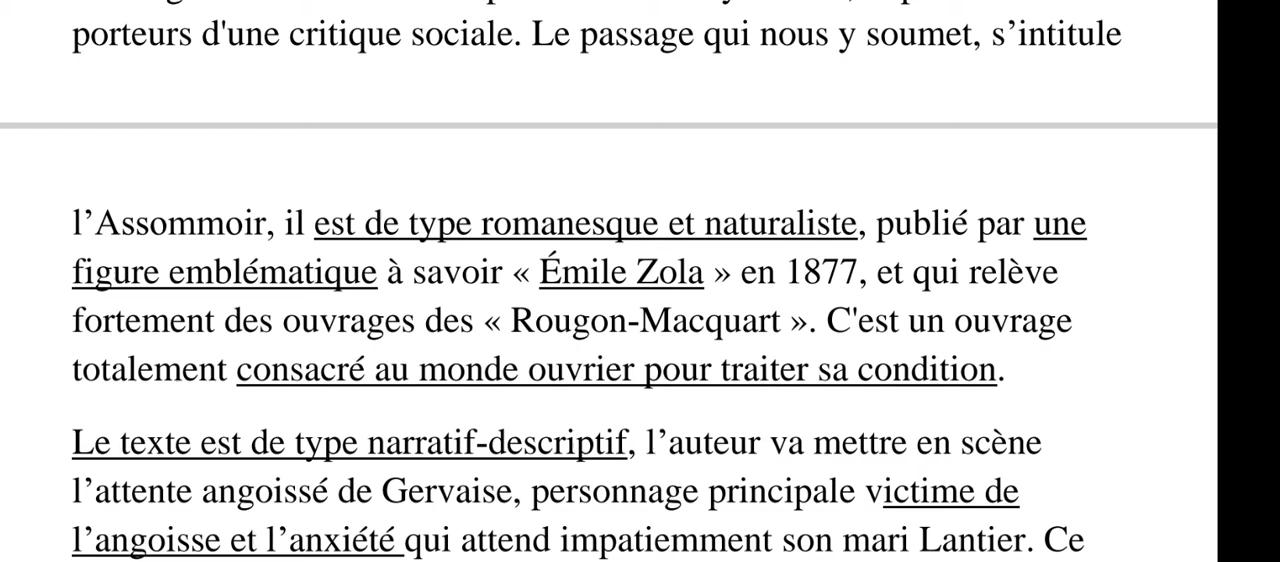 porteurs d'une critique sociale. Le passage qui nous y soumet, s’intitule
l’Assommoir, il est de type romanesque et naturaliste, publié par une
figure emblématique à savoir « Émile Zola » en 1877, et qui relève
fortement des ouvrages des « Rougon-Macquart ». C'est un ouvrage
totalement consacré au monde ouvrier pour traiter sa condition.
Le texte est de type narratif-descriptif, l’auteur va mettre en scène
l’attente angoissé de Gervaise, personnage principale victime de
l’angoisse et l’anxiété qui attend impatiemment son mari Lantier. Ce